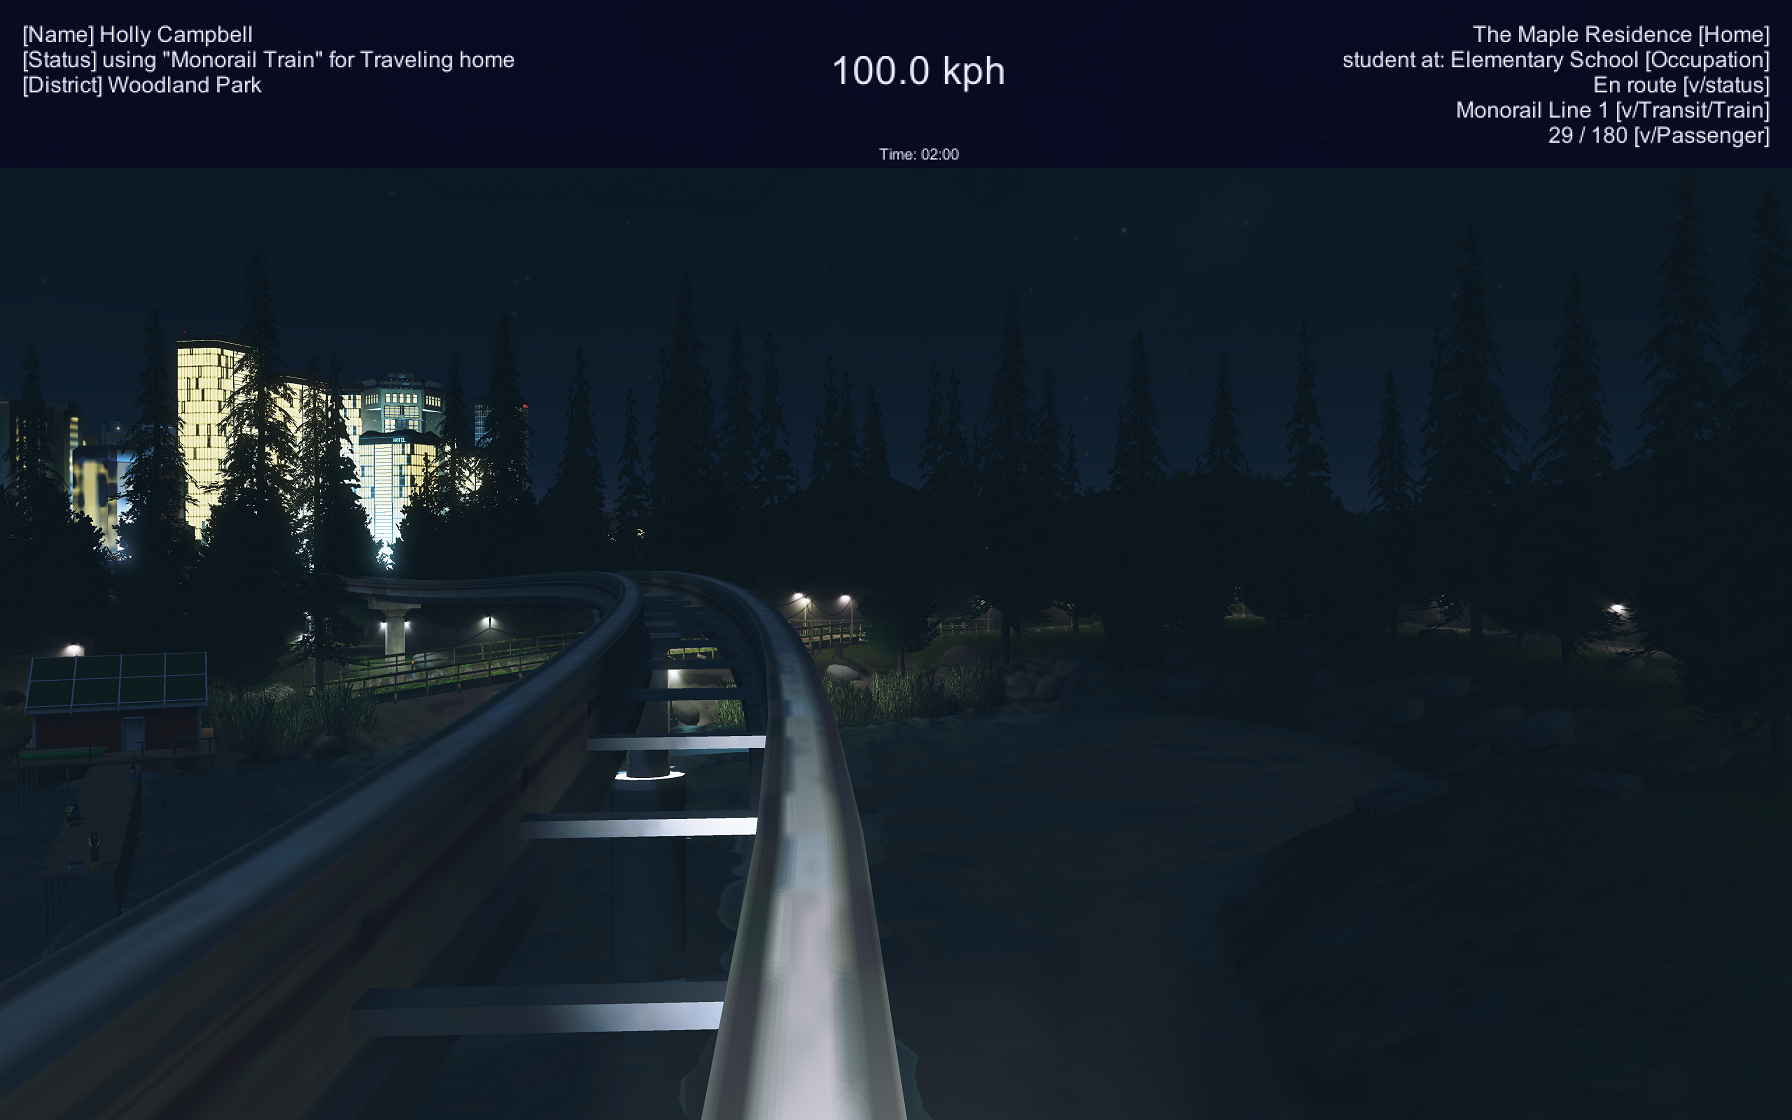 [Name] Holly Campbell
[Status] using "Monorail Train" for Traveling home
[District] Woodland Park
100.0 kph
Time: 02:00
The Maple Residence [Home]
student at: Elementary School [Occupation]
En route [v/status]
Monorail Line 1 [v/Transit/Train]
29 / 180 [v/Passenger]
HOTEL